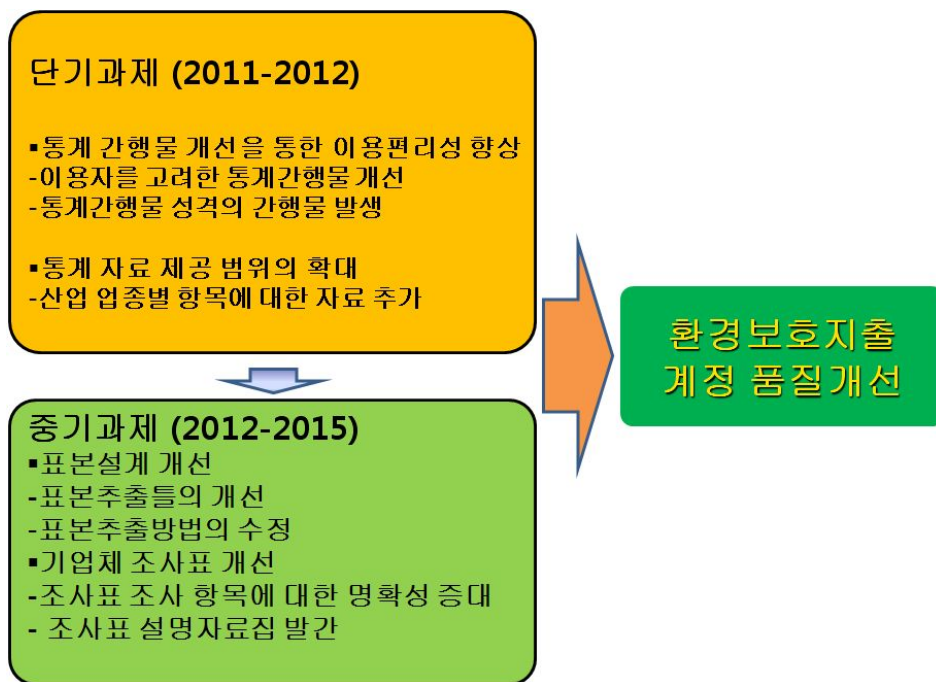 단기과제 (2011-2012)
▪통계 간행물 개선을 통한 이용편리성 향상
-이용자를 고려한 통계간행물 개선
-통계간행물 성격의 간행물 발생
▪통계 자료 제공 범위의 확대
-산업 업종별 항목에 대한 자료 추가
중기과제 (2012-2015)
▪표본설계 개선
-표본추출틀의 개선
-표본추출방법의 수정
▪기업체 조사표 개선
-조사표 조사 항목에 대한 명확성 증대
- 조사표 설명자료집 발간
환경보호지출
계정 품질개선